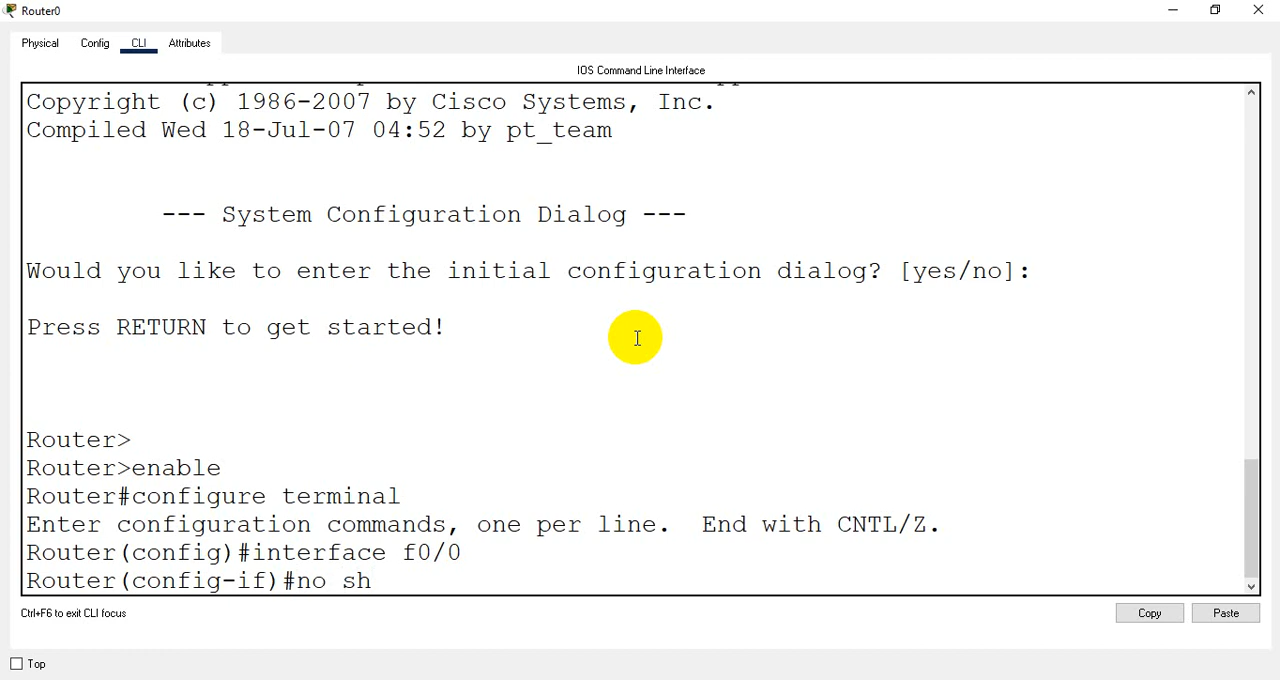 Router0
Physical Config CLI Attributes
IOS Command Line Interface
Copyright (c) 1986-2007 by Cisco Systems, Inc.
Compiled Wed 18-Jul-07 04:52 by pt_team
--- System Configuration Dialog ---
Would you like to enter the initial configuration dialog? [yes/no]:
Press RETURN to get started!
Router>
Router>enable
Router#configure terminal
Enter configuration commands, one per line.  End with CNTL/Z.
Router(config)#interface f0/0
Router(config-if)#no sh
Ctrl+F6 to exit CLI focus
Copy Paste
Top